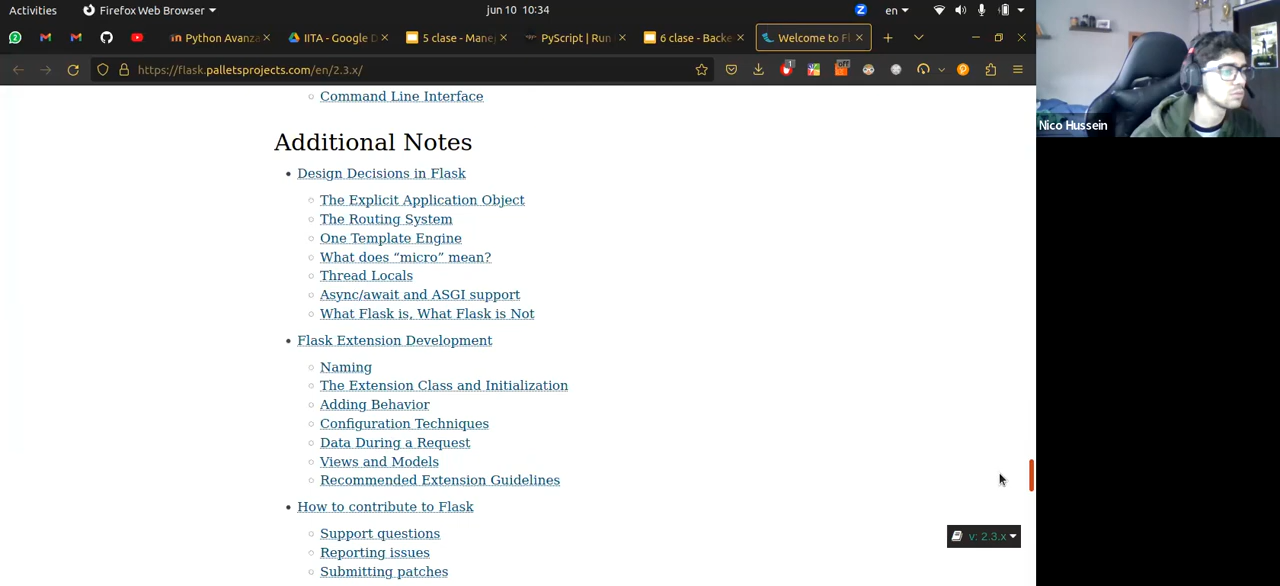 Activities
Firefox Web Browser
jun 10 10:34
en
Python Avanza
IITA - Google D
5 clase - Manej
PyScript | Run
6 clase - Backe
Welcome to Fl
https://flask.palletsprojects.com/en/2.3.x/
1
off
Nico Hussein
Command Line Interface
Additional Notes
Design Decisions in Flask
The Explicit Application Object
The Routing System
One Template Engine
What does “micro” mean?
Thread Locals
Async/await and ASGI support
What Flask is, What Flask is Not
Flask Extension Development
Naming
The Extension Class and Initialization
Adding Behavior
Configuration Techniques
Data During a Request
Views and Models
Recommended Extension Guidelines
How to contribute to Flask
Support questions
Reporting issues
Submitting patches
v: 2.3.x